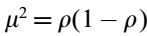 μ² = ρ(1 − ρ)